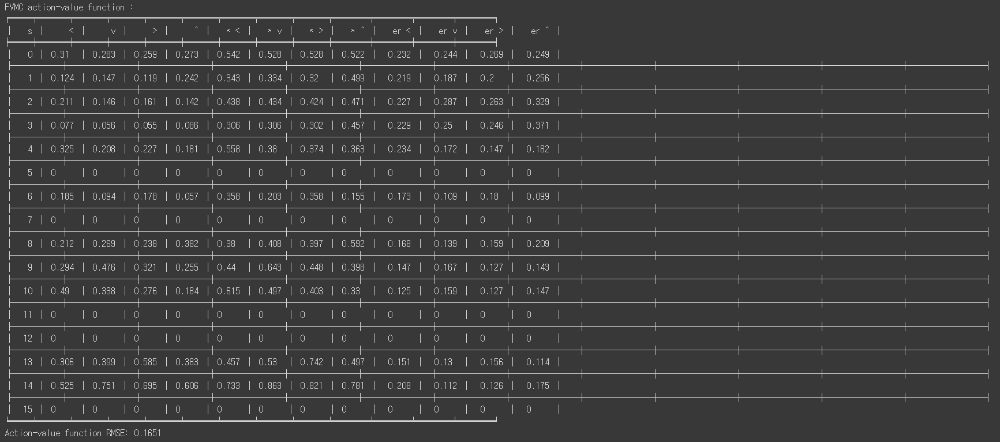 FVMC action-value function :
| s | < | v | > | ^ | * < | * v | * > | * ^ | er < | er v | er > | er ^ |
| 0 | 0.31 | 0.283 | 0.259 | 0.273 | 0.542 | 0.528 | 0.528 | 0.522 | 0.232 | 0.244 | 0.269 | 0.249 |
| 1 | 0.124 | 0.147 | 0.119 | 0.242 | 0.343 | 0.334 | 0.32 | 0.499 | 0.219 | 0.187 | 0.2 | 0.256 |
| 2 | 0.211 | 0.146 | 0.161 | 0.142 | 0.438 | 0.434 | 0.424 | 0.471 | 0.227 | 0.287 | 0.263 | 0.329 |
| 3 | 0.077 | 0.056 | 0.055 | 0.086 | 0.306 | 0.306 | 0.302 | 0.457 | 0.229 | 0.25 | 0.246 | 0.371 |
| 4 | 0.325 | 0.208 | 0.227 | 0.181 | 0.558 | 0.38 | 0.374 | 0.363 | 0.234 | 0.172 | 0.147 | 0.182 |
| 5 | 0 | 0 | 0 | 0 | 0 | 0 | 0 | 0 | 0 | 0 | 0 | 0 |
| 6 | 0.185 | 0.094 | 0.178 | 0.057 | 0.358 | 0.203 | 0.358 | 0.155 | 0.173 | 0.109 | 0.18 | 0.099 |
| 7 | 0 | 0 | 0 | 0 | 0 | 0 | 0 | 0 | 0 | 0 | 0 | 0 |
| 8 | 0.212 | 0.269 | 0.238 | 0.382 | 0.38 | 0.408 | 0.397 | 0.592 | 0.168 | 0.139 | 0.159 | 0.209 |
| 9 | 0.294 | 0.476 | 0.321 | 0.255 | 0.44 | 0.643 | 0.448 | 0.398 | 0.147 | 0.167 | 0.127 | 0.143 |
| 10 | 0.49 | 0.338 | 0.276 | 0.184 | 0.615 | 0.497 | 0.403 | 0.33 | 0.125 | 0.159 | 0.127 | 0.147 |
| 11 | 0 | 0 | 0 | 0 | 0 | 0 | 0 | 0 | 0 | 0 | 0 | 0 |
| 12 | 0 | 0 | 0 | 0 | 0 | 0 | 0 | 0 | 0 | 0 | 0 | 0 |
| 13 | 0.306 | 0.399 | 0.585 | 0.383 | 0.457 | 0.53 | 0.742 | 0.497 | 0.151 | 0.13 | 0.156 | 0.114 |
| 14 | 0.525 | 0.751 | 0.695 | 0.606 | 0.733 | 0.863 | 0.821 | 0.781 | 0.208 | 0.112 | 0.126 | 0.175 |
| 15 | 0 | 0 | 0 | 0 | 0 | 0 | 0 | 0 | 0 | 0 | 0 | 0 |
Action-value function RMSE: 0.1651